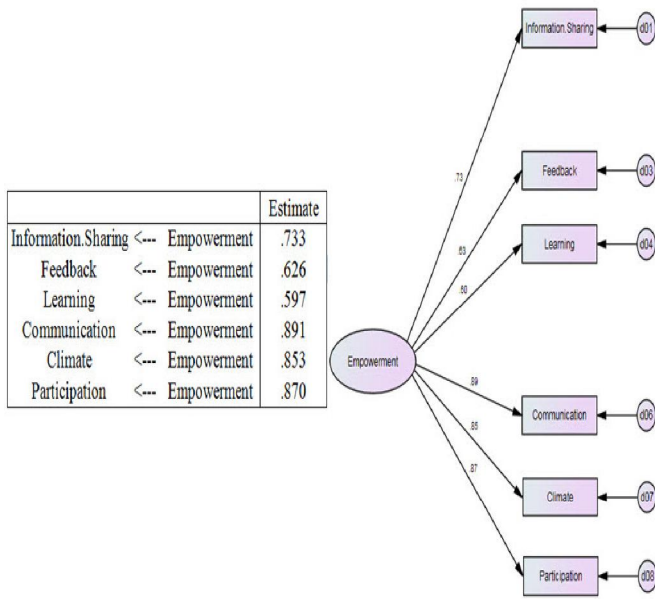 Estimate
Information.Sharing <--- Empowerment .733
Feedback <--- Empowerment .626
Learning <--- Empowerment .597
Communication <--- Empowerment .891
Climate <--- Empowerment .853
Participation <--- Empowerment .870
Information.Sharing
d01
.73
Feedback
d03
.63
Learning
d04
.60
Empowerment
.89
Communication
d06
.85
Climate
d07
.87
Participation
d08